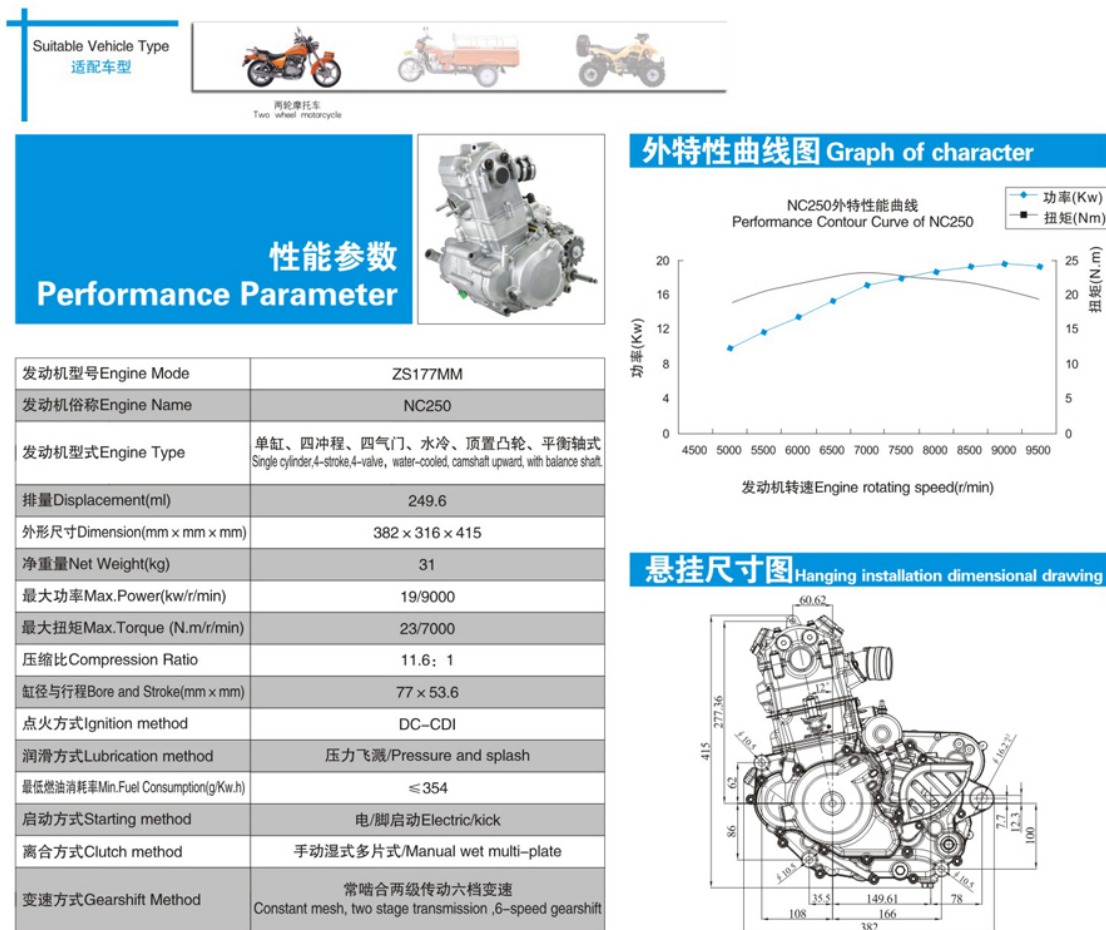 Suitable Vehicle Type
适配车型
两轮摩托车
Two wheel motorcycle
性能参数
Performance Parameter
发动机型号Engine Mode ZS177MM
发动机俗称Engine Name NC250
发动机型式Engine Type 单缸、四冲程、四气门、水冷、顶置凸轮、平衡轴式
Single cylinder,4-stroke,4-valve, water-cooled, camshaft upward, with balance shaft.
排量Displacement(ml) 249.6
外形尺寸Dimension(mm×mm×mm) 382×316×415
净重量Net Weight(kg) 31
最大功率Max.Power(kw/r/min) 19/9000
最大扭矩Max.Torque (N.m/r/min) 23/7000
压缩比Compression Ratio 11.6：1
缸径与行程Bore and Stroke(mm×mm) 77×53.6
点火方式Ignition method DC-CDI
润滑方式Lubrication method 压力飞溅/Pressure and splash
最低燃油消耗率Min.Fuel Consumption(g/Kw.h) ≤354
启动方式Starting method 电/脚启动Electric/kick
离合方式Clutch method 手动湿式多片式/Manual wet multi-plate
变速方式Gearshift Method 常啮合两级传动六档变速
Constant mesh, two stage transmission ,6-speed gearshift
外特性曲线图 Graph of character
NC250外特性能曲线
Performance Contour Curve of NC250
功率(Kw)
扭矩(Nm)
功率(Kw)
20
16
12
8
4
0
扭矩(N.m)
25
20
15
10
5
0
4500 5000 5500 6000 6500 7000 7500 8000 8500 9000 9500
发动机转速Engine rotating speed(r/min)
悬挂尺寸图Hanging installation dimensional drawing
60.62
12°
277.36
415
ϕ10.5
62
86
ϕ10.5
35.5
108
149.61
166
78
382
ϕ10.5
7.7
12.3
100